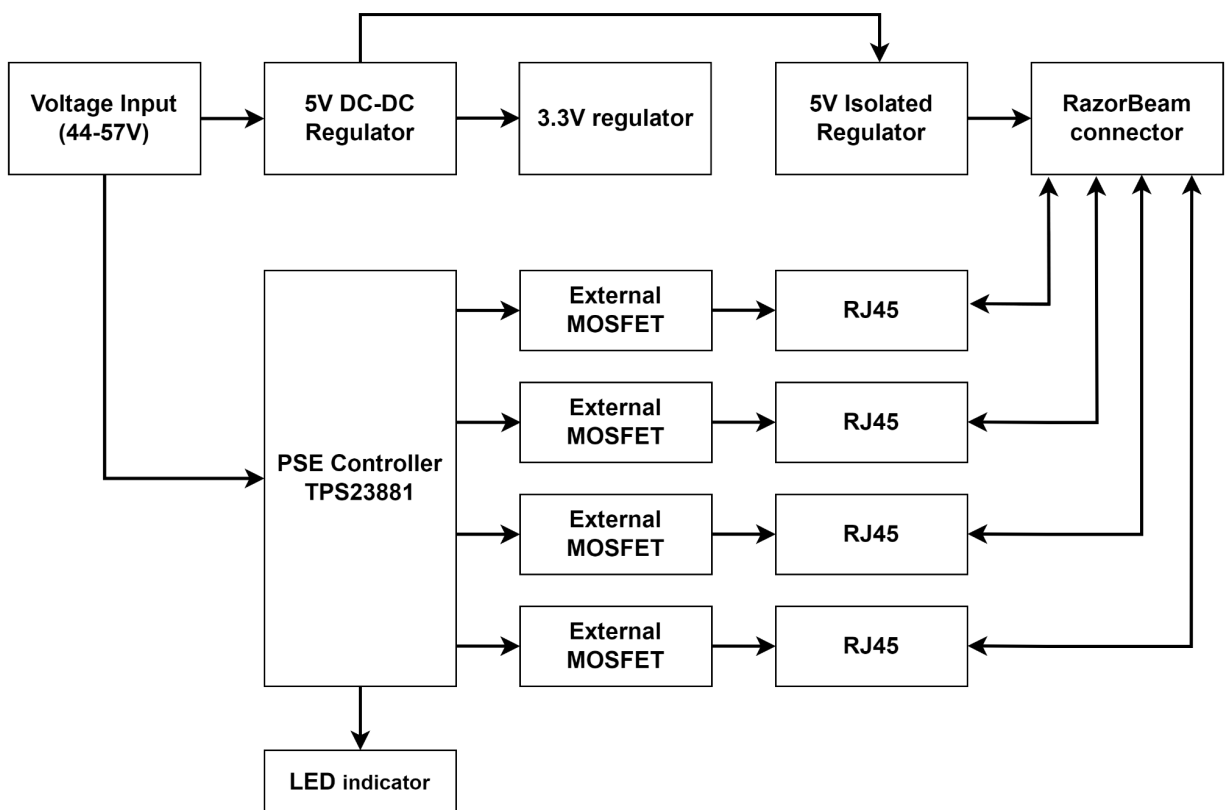 Voltage Input
(44-57V)
5V DC-DC
Regulator
3.3V regulator
5V Isolated
Regulator
RazorBeam
connector
PSE Controller
TPS23881
External
MOSFET
RJ45
External
MOSFET
RJ45
External
MOSFET
RJ45
External
MOSFET
RJ45
LED indicator